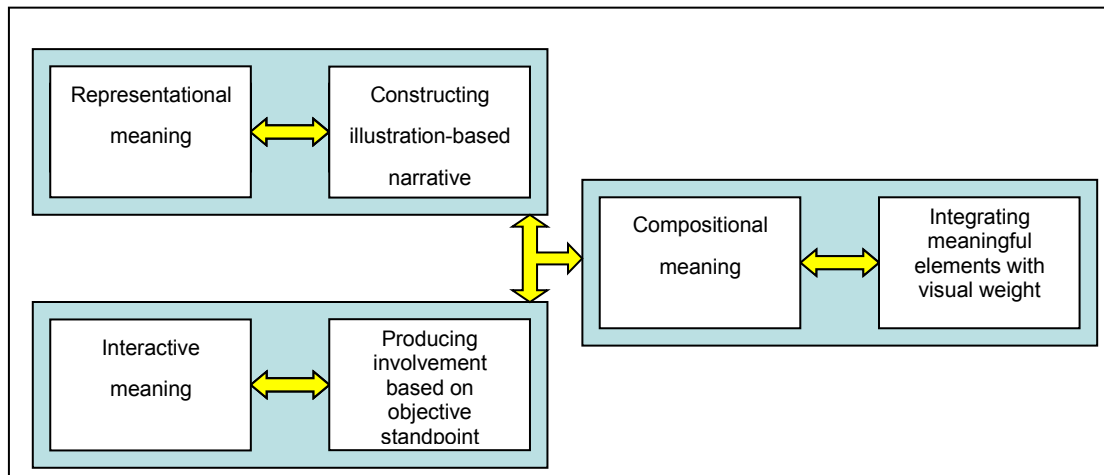 Representational
meaning
Constructing
illustration-based
narrative
Compositional
meaning
Integrating
meaningful
elements with
visual weight
Interactive
meaning
Producing
involvement
based on
objective
standpoint